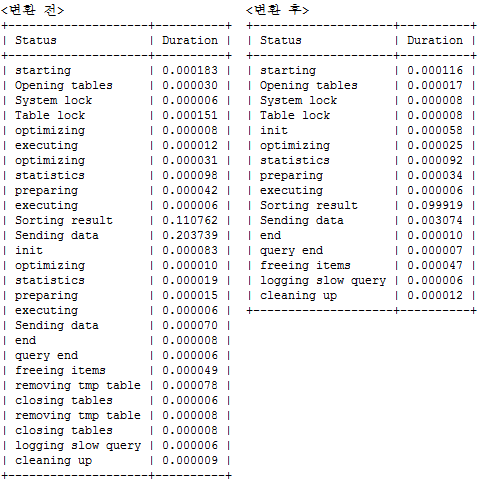 <변환 전>
+--------------------+----------+
| Status             | Duration |
+--------------------+----------+
| starting           | 0.000183 |
| Opening tables     | 0.000030 |
| System lock        | 0.000006 |
| Table lock         | 0.000151 |
| optimizing         | 0.000008 |
| executing          | 0.000012 |
| optimizing         | 0.000031 |
| statistics         | 0.000098 |
| preparing          | 0.000042 |
| executing          | 0.000006 |
| Sorting result     | 0.110762 |
| Sending data       | 0.203739 |
| init               | 0.000083 |
| optimizing         | 0.000010 |
| statistics         | 0.000019 |
| preparing          | 0.000015 |
| executing          | 0.000006 |
| Sending data       | 0.000070 |
| end                | 0.000008 |
| query end          | 0.000006 |
| freeing items      | 0.000049 |
| removing tmp table | 0.000078 |
| closing tables     | 0.000006 |
| removing tmp table | 0.000008 |
| closing tables     | 0.000008 |
| logging slow query | 0.000006 |
| cleaning up        | 0.000009 |
+--------------------+----------+
<변환 후>
+--------------------+----------+
| Status             | Duration |
+--------------------+----------+
| starting           | 0.000116 |
| Opening tables     | 0.000017 |
| System lock        | 0.000008 |
| Table lock         | 0.000008 |
| init               | 0.000058 |
| optimizing         | 0.000025 |
| statistics         | 0.000092 |
| preparing          | 0.000034 |
| executing          | 0.000006 |
| Sorting result     | 0.099919 |
| Sending data       | 0.003074 |
| end                | 0.000010 |
| query end          | 0.000007 |
| freeing items      | 0.000047 |
| logging slow query | 0.000006 |
| cleaning up        | 0.000012 |
+--------------------+----------+